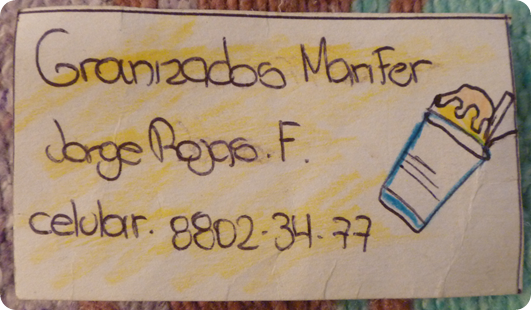 Granizados Manfer
Jorge Rojas. F.
celular. 8802-34-77